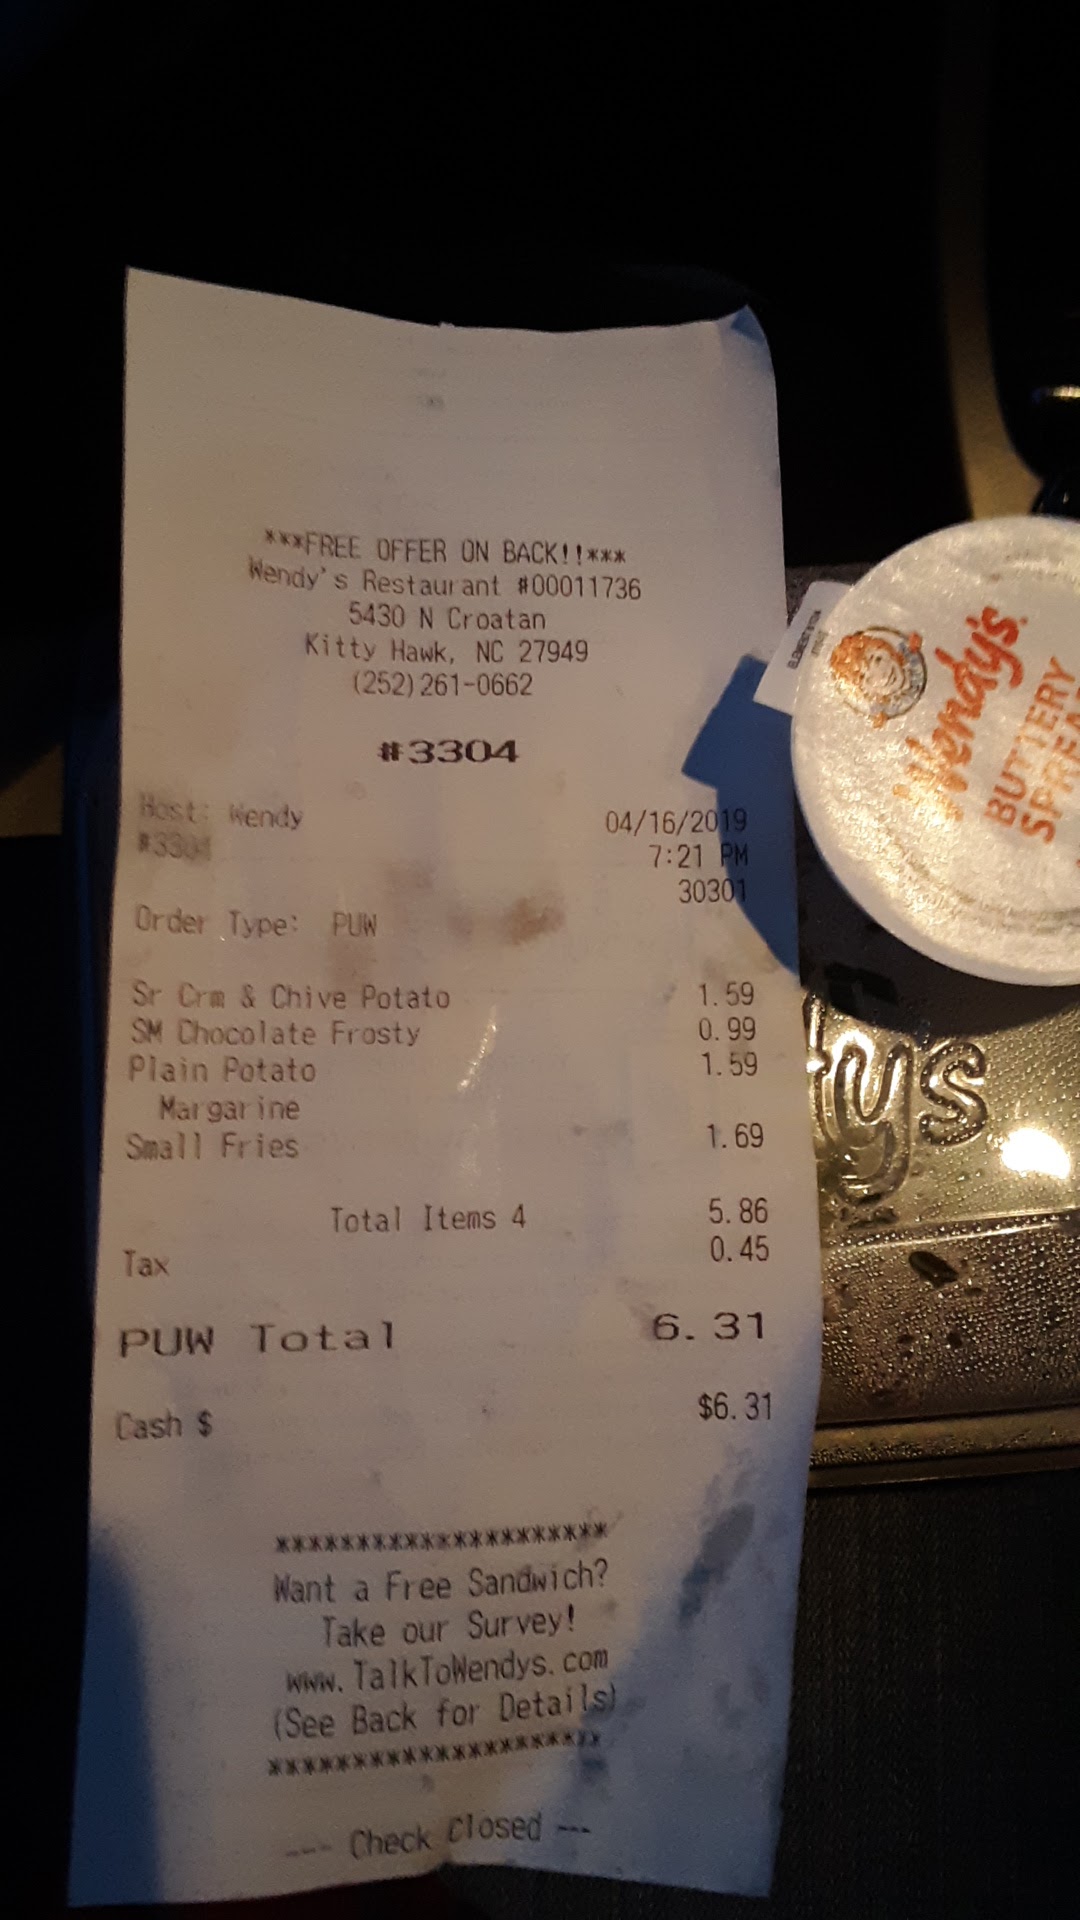 ***FREE OFFER ON BACK!!***
Wendy's Restaurant #00011736
5430 N Croatan
Kitty Hawk, NC 27949
(252)261-0662
#3304
Host: Wendy 04/16/2019
#3304 7:21 PM
30301
Order Type: PUW
Sr Crm & Chive Potato 1.59
SM Chocolate Frosty 0.99
Plain Potato 1.59
Margarine
Small Fries 1.69
Total Items 4 5.86
Tax 0.45
PUW Total 6.31
Cash $ $6.31
*********************
Want a Free Sandwich?
Take our Survey!
www.TalkToWendys.com
(See Back for Details)
*********************
--- Check Closed ---
Wendy's
BUTTERY
SPREA
ys